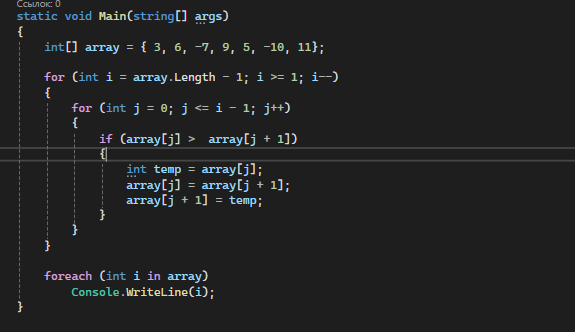 Ссылок: 0
static void Main(string[] args)
{
    int[] array = { 3, 6, -7, 9, 5, -10, 11};

    for (int i = array.Length - 1; i >= 1; i--)
    {
        for (int j = 0; j <= i - 1; j++)
        {
            if (array[j] >  array[j + 1])
            {
                int temp = array[j];
                array[j] = array[j + 1];
                array[j + 1] = temp;
            }
        }
    }

    foreach (int i in array)
        Console.WriteLine(i);
}